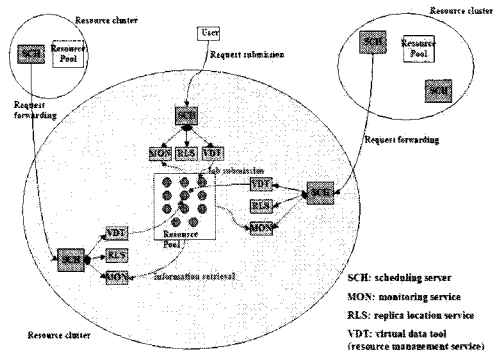 Resource cluster
SCH
Resource
Pool
User
Request submission
Resource cluster
SCH
Resource
Pool
SCH
Request
forwarding
Request forwarding
SCH
MON
RLS
VDT
Job submission
VDT
SCH
RLS
MON
Resource
Pool
VDT
SCH
RLS
MON
information retrieval
Resource cluster
SCH: scheduling server
MON: monitoring service
RLS: replica location service
VDT: virtual data tool
(resource management service)